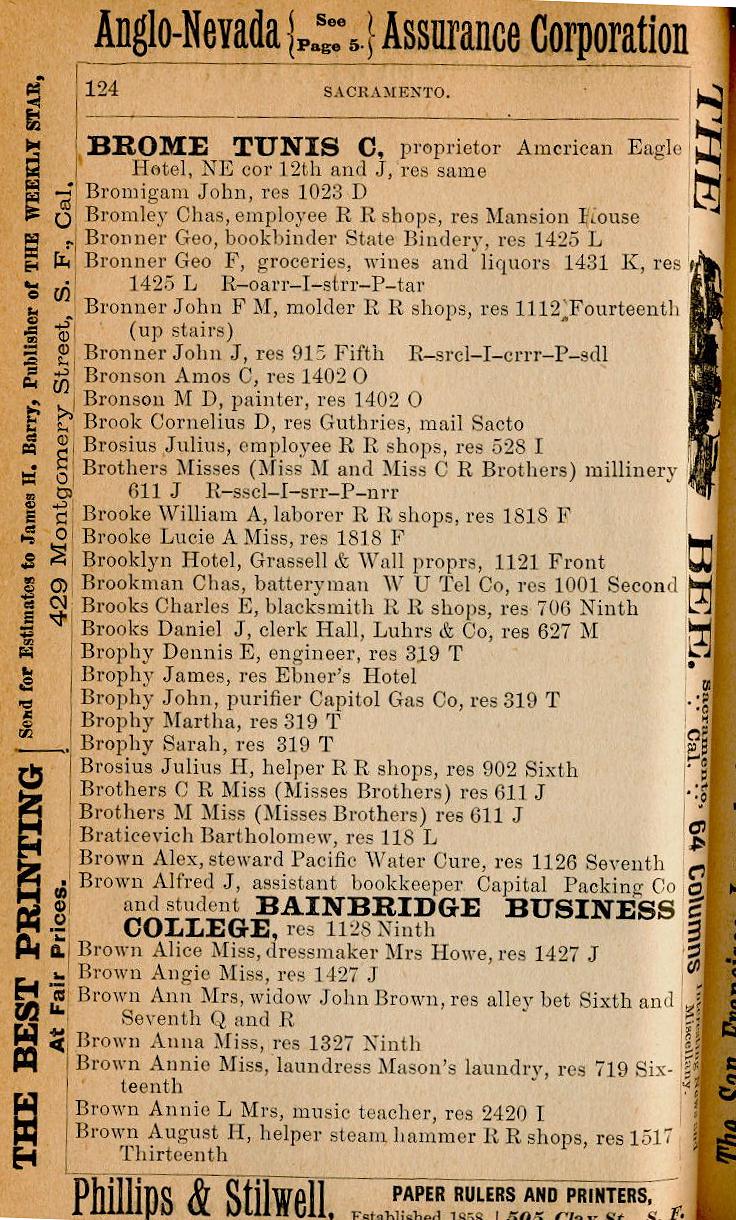 Anglo-Nevada { See Page 5. } Assurance Corporation
124 SACRAMENTO.
BROME TUNIS C, proprietor American Eagle
Hotel, NE cor 12th and J, res same
Bromigam John, res 1023 D
Bromley Chas, employee R R shops, res Mansion House
Bronner Geo, bookbinder State Bindery, res 1425 L
Bronner Geo F, groceries, wines and liquors 1431 K, res
1425 L R–oarr–I–strr–P–tar
Bronner John F M, molder R R shops, res 1112 Fourteenth
(up stairs)
Bronner John J, res 915 Fifth R–srcl–I–crrr–P–sdl
Bronson Amos C, res 1402 O
Bronson M D, painter, res 1402 O
Brook Cornelius D, res Guthries, mail Sacto
Brosius Julius, employee R R shops, res 528 I
Brothers Misses (Miss M and Miss C R Brothers) millinery
611 J R–sscl–I–srr–P–nrr
Brooke William A, laborer R R shops, res 1818 F
Brooke Lucie A Miss, res 1818 F
Brooklyn Hotel, Grassell & Wall proprs, 1121 Front
Brookman Chas, batteryman W U Tel Co, res 1001 Second
Brooks Charles E, blacksmith R R shops, res 706 Ninth
Brooks Daniel J, clerk Hall, Luhrs & Co, res 627 M
Brophy Dennis E, engineer, res 319 T
Brophy James, res Ebner's Hotel
Brophy John, purifier Capitol Gas Co, res 319 T
Brophy Martha, res 319 T
Brophy Sarah, res 319 T
Brosius Julius H, helper R R shops, res 902 Sixth
Brothers C R Miss (Misses Brothers) res 611 J
Brothers M Miss (Misses Brothers) res 611 J
Braticevich Bartholomew, res 118 L
Brown Alex, steward Pacific Water Cure, res 1126 Seventh
Brown Alfred J, assistant bookkeeper Capital Packing Co
and student BAINBRIDGE BUSINESS
COLLEGE, res 1128 Ninth
Brown Alice Miss, dressmaker Mrs Howe, res 1427 J
Brown Angie Miss, res 1427 J
Brown Ann Mrs, widow John Brown, res alley bet Sixth and
Seventh Q and R
Brown Anna Miss, res 1327 Ninth
Brown Annie Miss, laundress Mason's laundry, res 719 Six-
teenth
Brown Annie L Mrs, music teacher, res 2420 I
Brown August H, helper steam hammer R R shops, res 1517
Thirteenth
Phillips & Stilwell, PAPER RULERS AND PRINTERS,
Established 1858. | 505 Clay St., S. F.
THE BEST PRINTING { Send for Estimates to James H. Barry, Publisher of THE WEEKLY STAR,
At Fair Prices. } 429 Montgomery Street, S. F., Cal.
THE BEE. Sacramento, 64 Columns Interesting News and
Cal. Miscellany.
The San Francisco